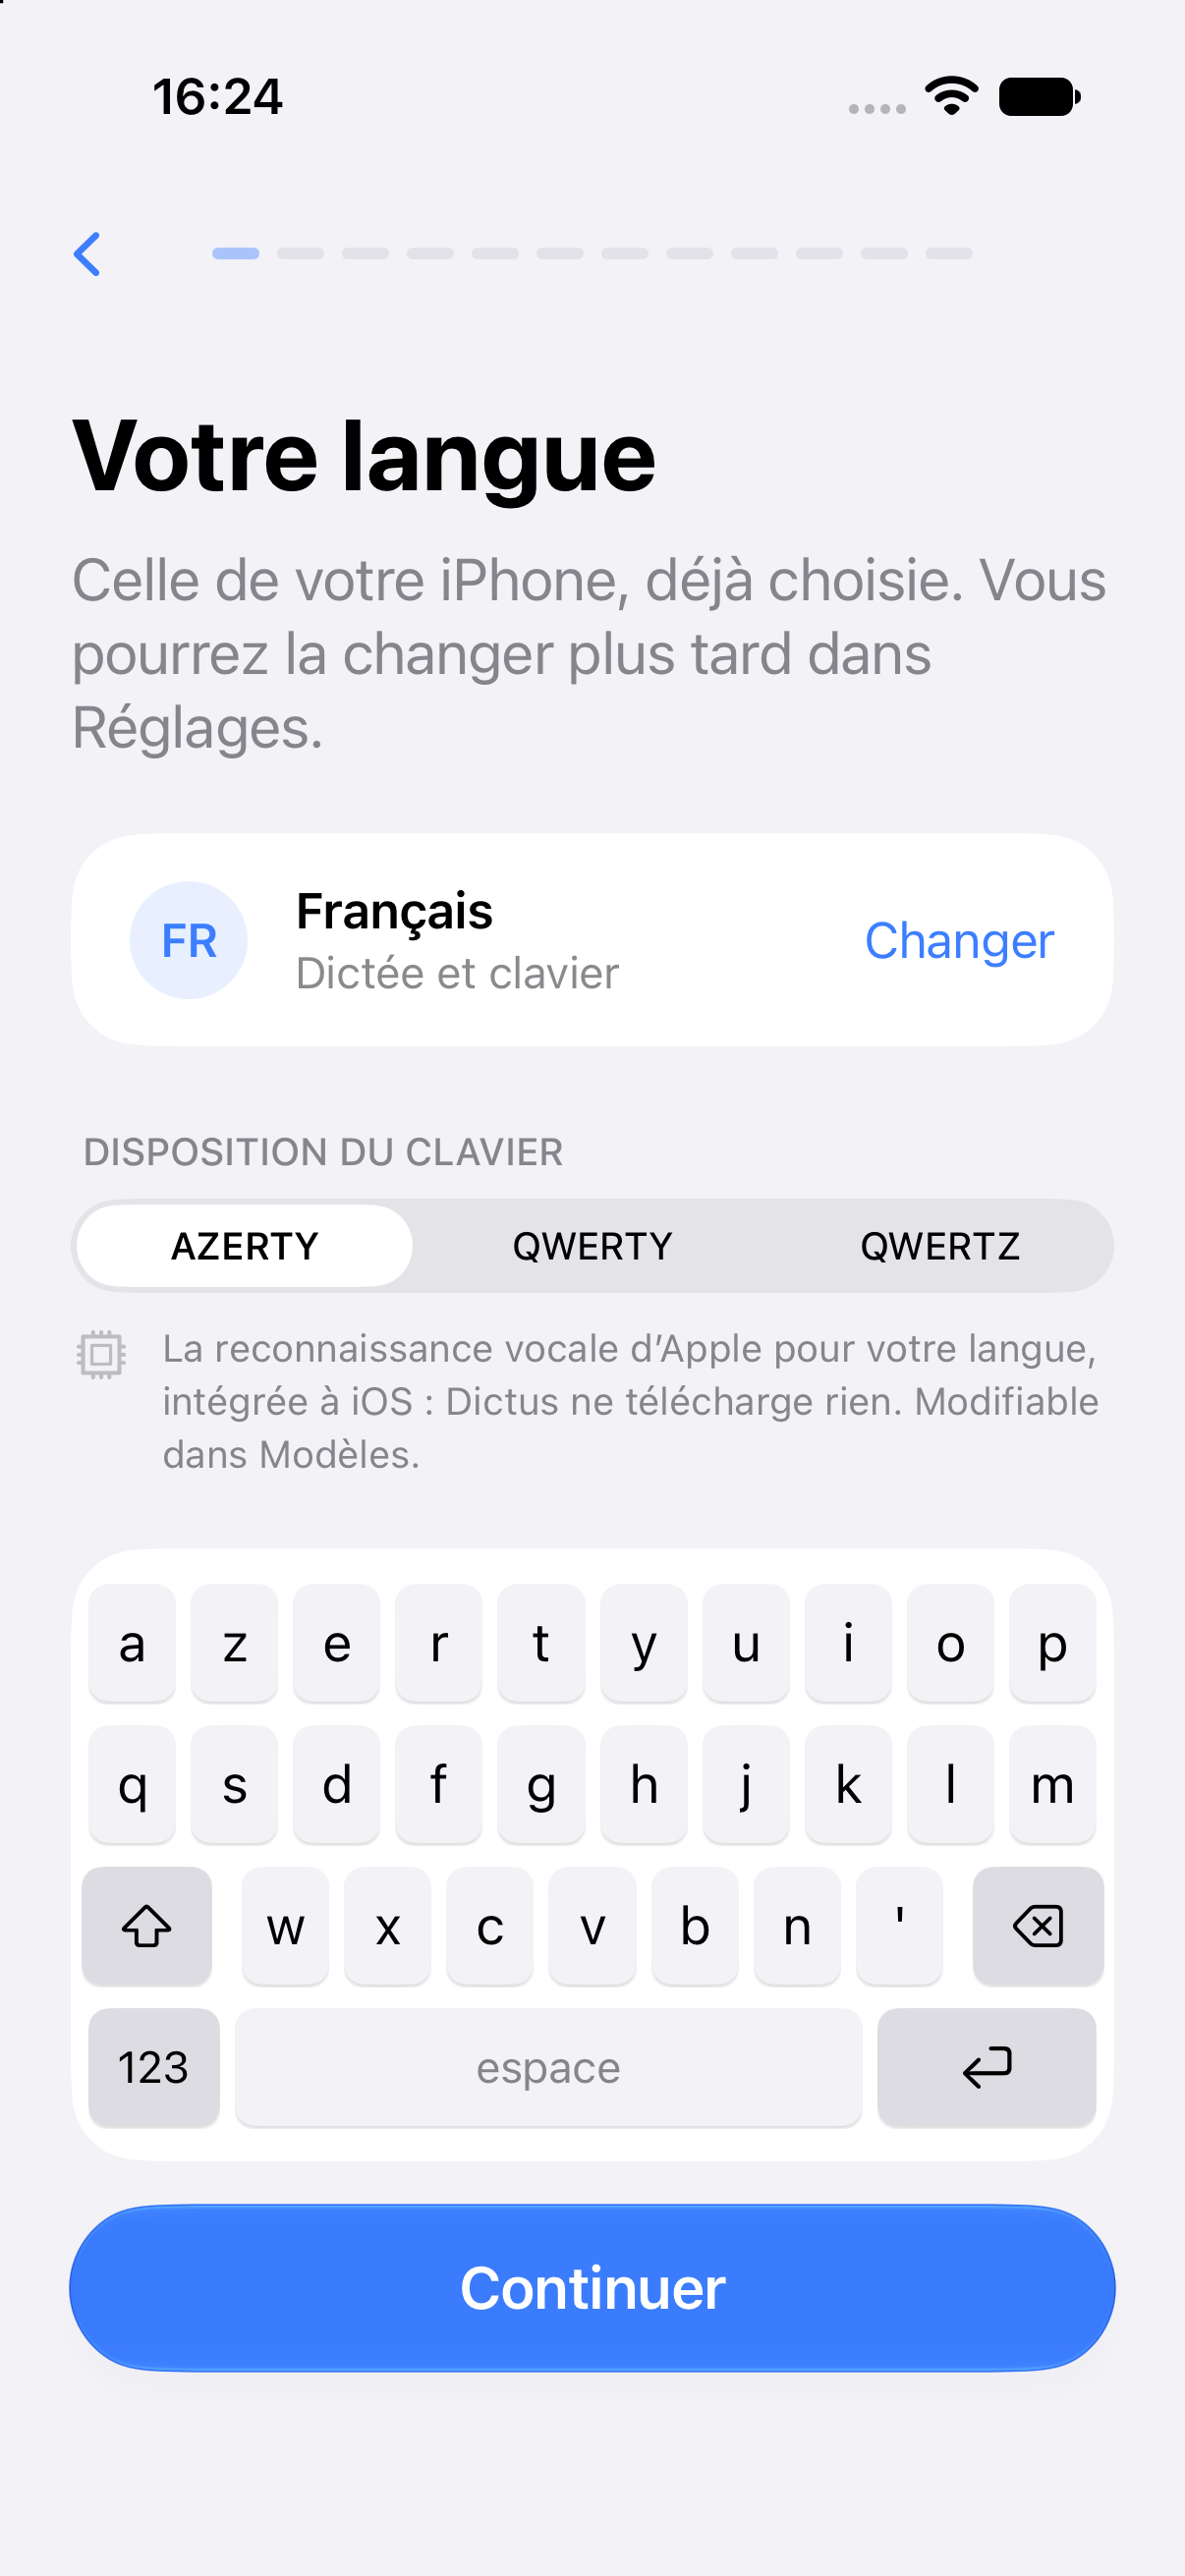 16:24
Votre langue
Celle de votre iPhone, déjà choisie. Vous
pourrez la changer plus tard dans
Réglages.
FR
Français
Dictée et clavier
Changer
DISPOSITION DU CLAVIER
AZERTY QWERTY QWERTZ
La reconnaissance vocale d’Apple pour votre langue,
intégrée à iOS : Dictus ne télécharge rien. Modifiable
dans Modèles.
a z e r t y u i o p
q s d f g h j k l m
w x c v b n '
123 espace
Continuer